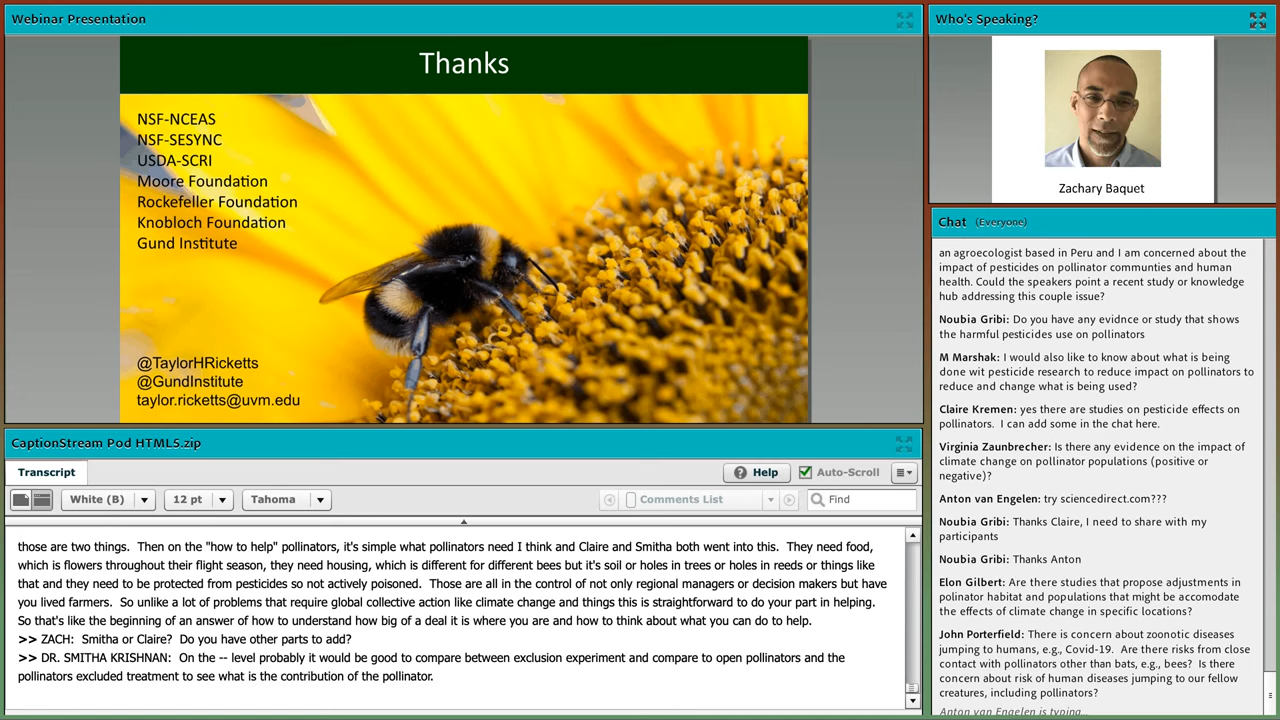 Webinar Presentation
Thanks
NSF-NCEAS
NSF-SESYNC
USDA-SCRI
Moore Foundation
Rockefeller Foundation
Knobloch Foundation
Gund Institute
@TaylorHRicketts
@GundInstitute
taylor.ricketts@uvm.edu
CaptionStream Pod HTML5.zip
Transcript
Help
Auto-Scroll
White (B)
12 pt
Tahoma
Comments List
Find
those are two things.  Then on the "how to help" pollinators, it's simple what pollinators need I think and Claire and Smitha both went into this.  They need food,
which is flowers throughout their flight season, they need housing, which is different for different bees but it's soil or holes in trees or holes in reeds or things like
that and they need to be protected from pesticides so not actively poisoned.  Those are all in the control of not only regional managers or decision makers but have
you lived farmers.  So unlike a lot of problems that require global collective action like climate change and things this is straightforward to do your part in helping.
So that's like the beginning of an answer of how to understand how big of a deal it is where you are and how to think about what you can do to help.
>> ZACH:  Smitha or Claire?  Do you have other parts to add?
>> DR. SMITHA KRISHNAN:  On the -- level probably it would be good to compare between exclusion experiment and compare to open pollinators and the
pollinators excluded treatment to see what is the contribution of the pollinator.
Who's Speaking?
Zachary Baquet
Chat (Everyone)
an agroecologist based in Peru and I am concerned about the
impact of pesticides on pollinator communties and human
health. Could the speakers point a recent study or knowledge
hub addressing this couple issue?
Noubia Gribi: Do you have any evidnce or study that shows
the harmful pesticides use on pollinators
M Marshak: I would also like to know about what is being
done wit pesticide research to reduce impact on pollinators to
reduce and change what is being used?
Claire Kremen: yes there are studies on pesticide effects on
pollinators.  I can add some in the chat here.
Virginia Zaunbrecher: Is there any evidence on the impact of
climate change on pollinator populations (positive or
negative)?
Anton van Engelen: try sciencedirect.com???
Noubia Gribi: Thanks Claire, I need to share with my
participants
Noubia Gribi: Thanks Anton
Elon Gilbert: Are there studies that propose adjustments in
polinator habitat and populations that might be accomodate
the effects of climate change in specific locations?
John Porterfield: There is concern about zoonotic diseases
jumping to humans, e.g., Covid-19.  Are there risks from close
contact with pollinators other than bats, e.g., bees?  Is there
concern about risk of human diseases jumping to our fellow
creatures, including pollinators?
Anton van Engelen is typing...